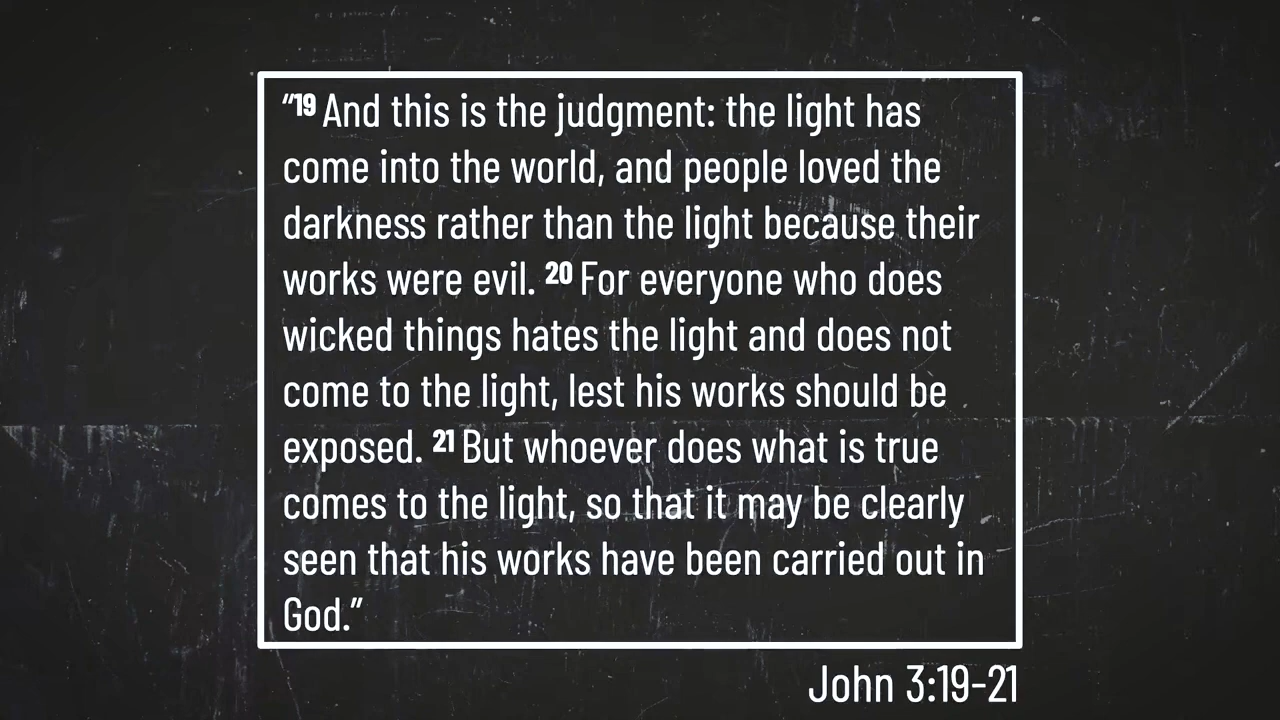 “19 And this is the judgment: the light has
come into the world, and people loved the
darkness rather than the light because their
works were evil. 20 For everyone who does
wicked things hates the light and does not
come to the light, lest his works should be
exposed. 21 But whoever does what is true
comes to the light, so that it may be clearly
seen that his works have been carried out in
God.”
John 3:19-21